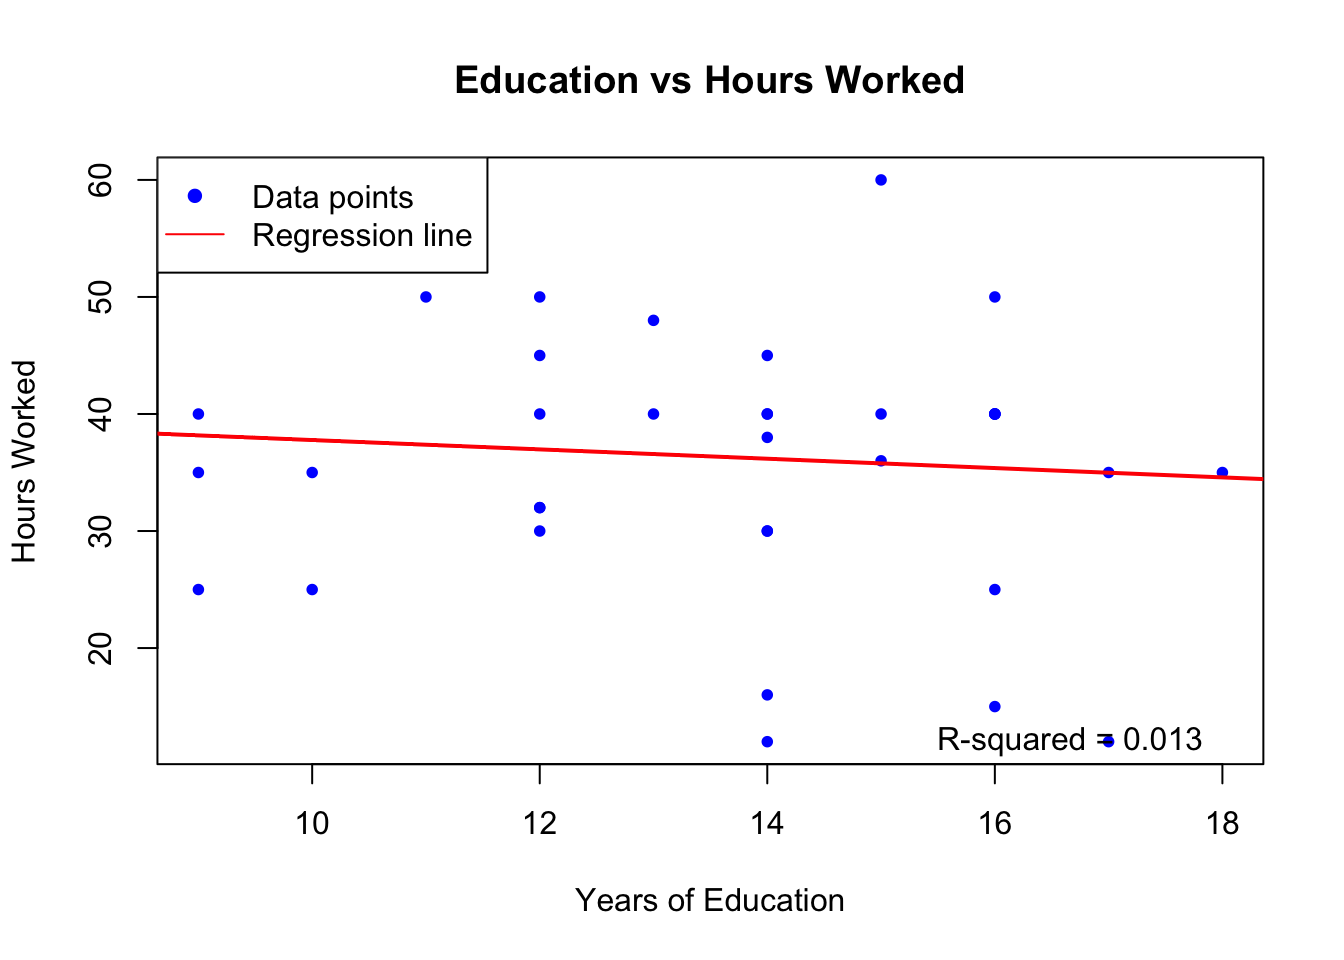 Education vs Hours Worked
Data points
Regression line
60
50
40
30
20
Hours Worked
R-squared = 0.013
10 12 14 16 18
Years of Education